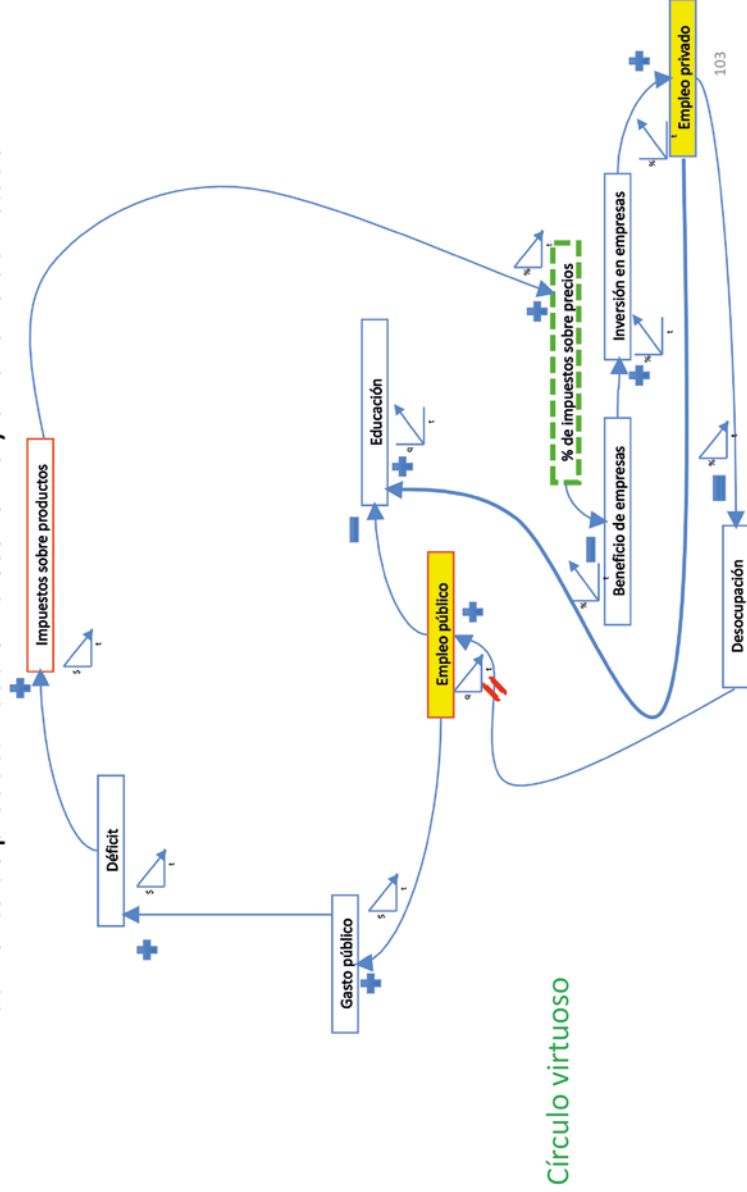 Impuestos sobre productos
$
t
Déficit
$
t
Gasto público
$
t
Educación
q
t
Empleo público
q
t
% de impuestos sobre precios
%
t
Beneficio de empresas
%
t
Inversión en empresas
%
t
Empleo privado
%
t
Desocupación
%
t
Círculo virtuoso
103